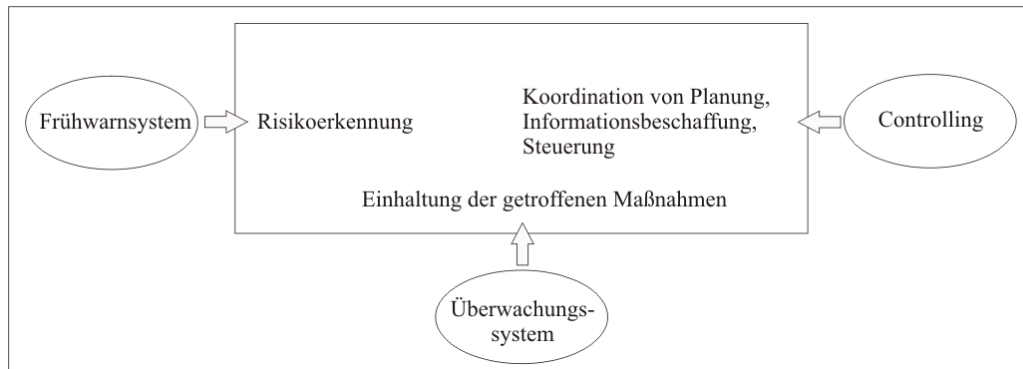 Frühwarnsystem
Risikoerkennung
Koordination von Planung,
Informationsbeschaffung,
Steuerung
Controlling
Einhaltung der getroffenen Maßnahmen
Überwachungs-
system